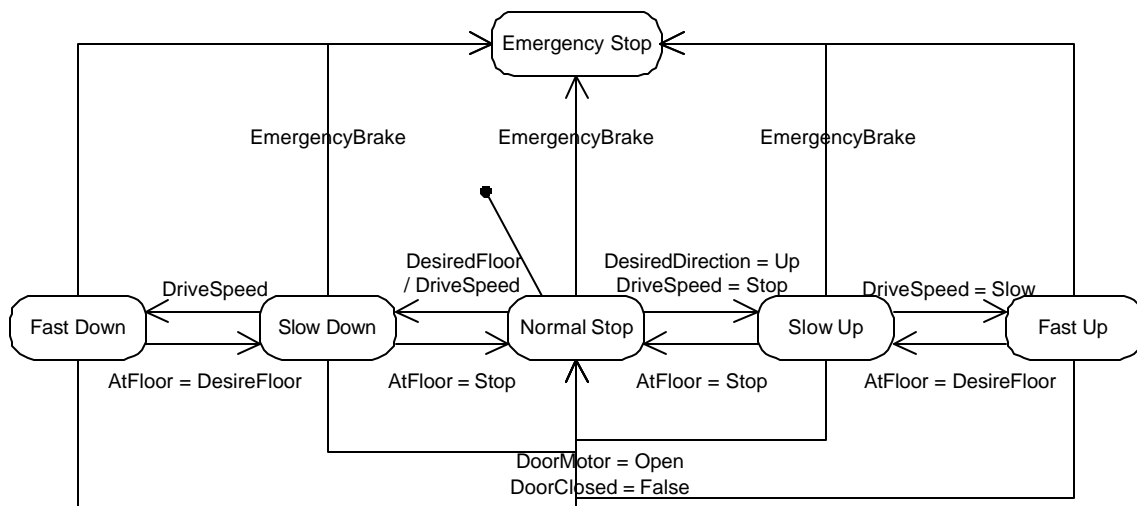 Emergency Stop
EmergencyBrake
EmergencyBrake
EmergencyBrake
DesiredFloor
/ DriveSpeed
DesiredDirection = Up
DriveSpeed = Stop
DriveSpeed
DriveSpeed = Slow
Fast Down
Slow Down
Normal Stop
Slow Up
Fast Up
AtFloor = DesireFloor
AtFloor = Stop
AtFloor = Stop
AtFloor = DesireFloor
DoorMotor = Open
DoorClosed = False